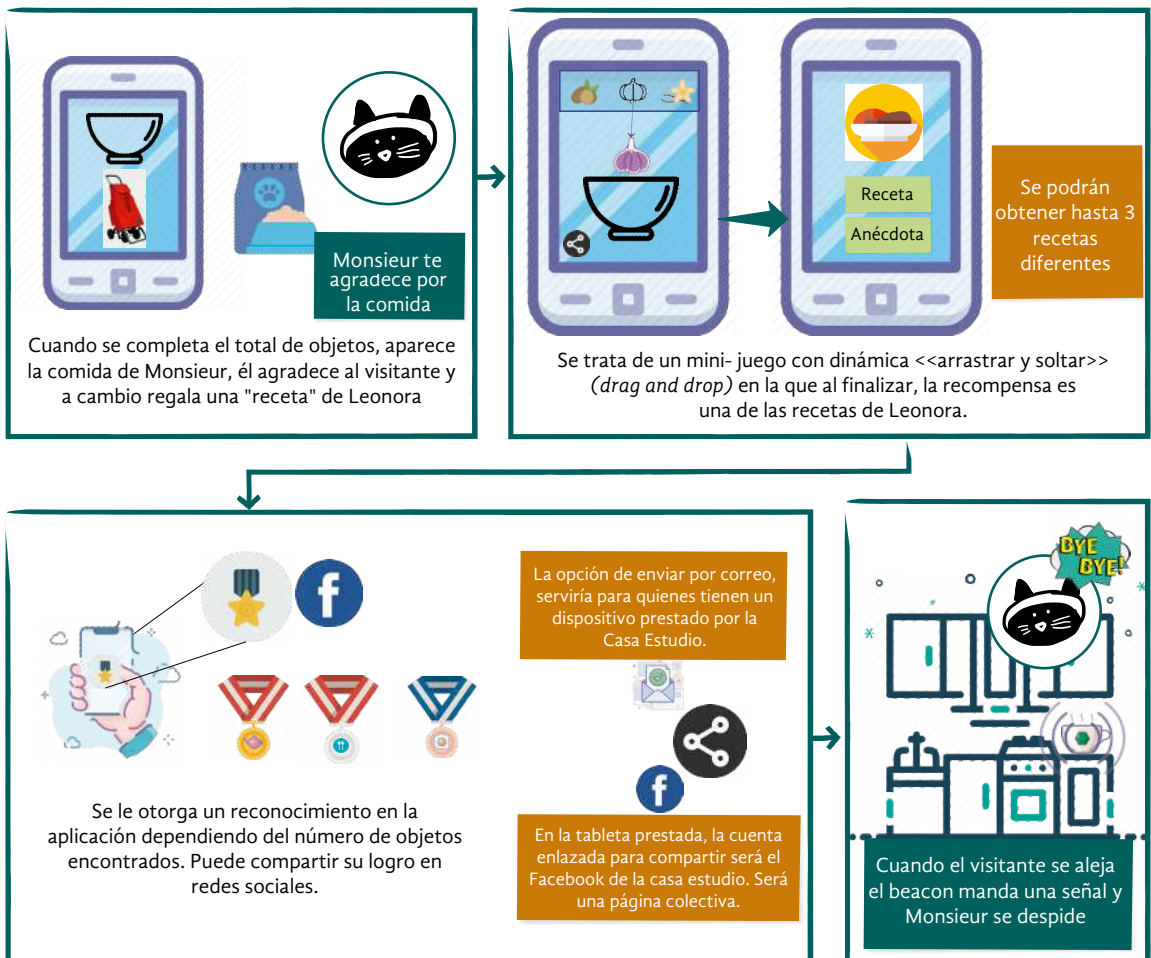 Monsieur te
agradece por
la comida
Cuando se completa el total de objetos, aparece
la comida de Monsieur, él agradece al visitante y
a cambio regala una "receta" de Leonora
Receta
Anécdota
Se podrán
obtener hasta 3
recetas
diferentes
Se trata de un mini- juego con dinámica <<arrastrar y soltar>>
(drag and drop) en la que al finalizar, la recompensa es
una de las recetas de Leonora.
f
Se le otorga un reconocimiento en la
aplicación dependiendo del número de objetos
encontrados. Puede compartir su logro en
redes sociales.
La opción de enviar por correo,
serviría para quienes tienen un
dispositivo prestado por la
Casa Estudio.
f
En la tableta prestada, la cuenta
enlazada para compartir será el
Facebook de la casa estudio. Será
una página colectiva.
BYE
BYE!
Cuando el visitante se aleja
el beacon manda una señal y
Monsieur se despide